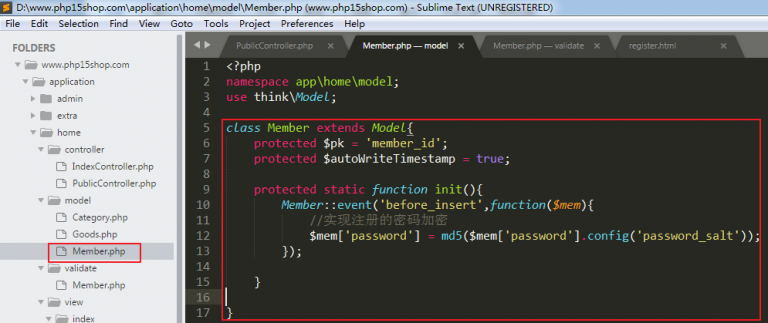 D:\www.php15shop.com\application\home\model\Member.php (www.php15shop.com) - Sublime Text (UNREGISTERED)
File Edit Selection Find View Goto Tools Project Preferences Help
FOLDERS
www.php15shop.com
application
admin
extra
home
controller
IndexController.php
PublicController.php
model
Category.php
Goods.php
Member.php
validate
Member.php
view
index
PublicController.php
Member.php — model
Member.php — validate
register.html
1 <?php
2 namespace app\home\model;
3 use think\Model;
4
5 class Member extends Model{
6 protected $pk = 'member_id';
7 protected $autoWriteTimestamp = true;
8
9 protected static function init(){
10 Member::event('before_insert',function($mem){
11 //实现注册的密码加密
12 $mem['password'] = md5($mem['password'].config('password_salt'));
13 });
14
15 }
16
17 }